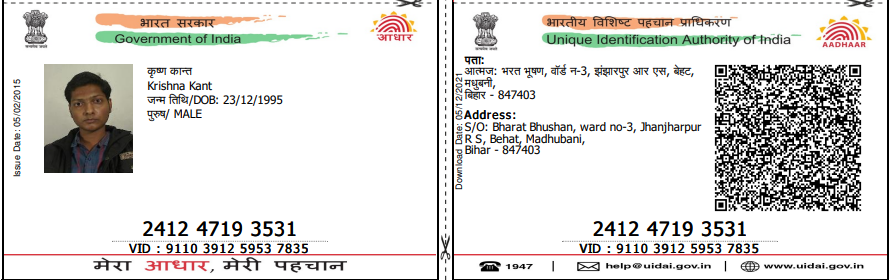 भारत सरकार
Government of India
आधार
Issue Date: 05/02/2015
कृष्ण कान्त
Krishna Kant
जन्म तिथि/DOB: 23/12/1995
पुरुष/ MALE
2412 4719 3531
VID : 9110 3912 5953 7835
मेरा आधार, मेरी पहचान
भारतीय विशिष्ट पहचान प्राधिकरण
Unique Identification Authority of India
AADHAAR
Download Date: 05/12/2021
पता:
आत्मज: भरत भूषण, वॉर्ड न-3, झंझारपुर आर एस, बेहट,
मधुबनी,
बिहार - 847403
Address:
S/O: Bharat Bhushan, ward no-3, Jhanjharpur
R S, Behat, Madhubani,
Bihar - 847403
2412 4719 3531
VID : 9110 3912 5953 7835
1947 | help@uidai.gov.in | www.uidai.gov.in